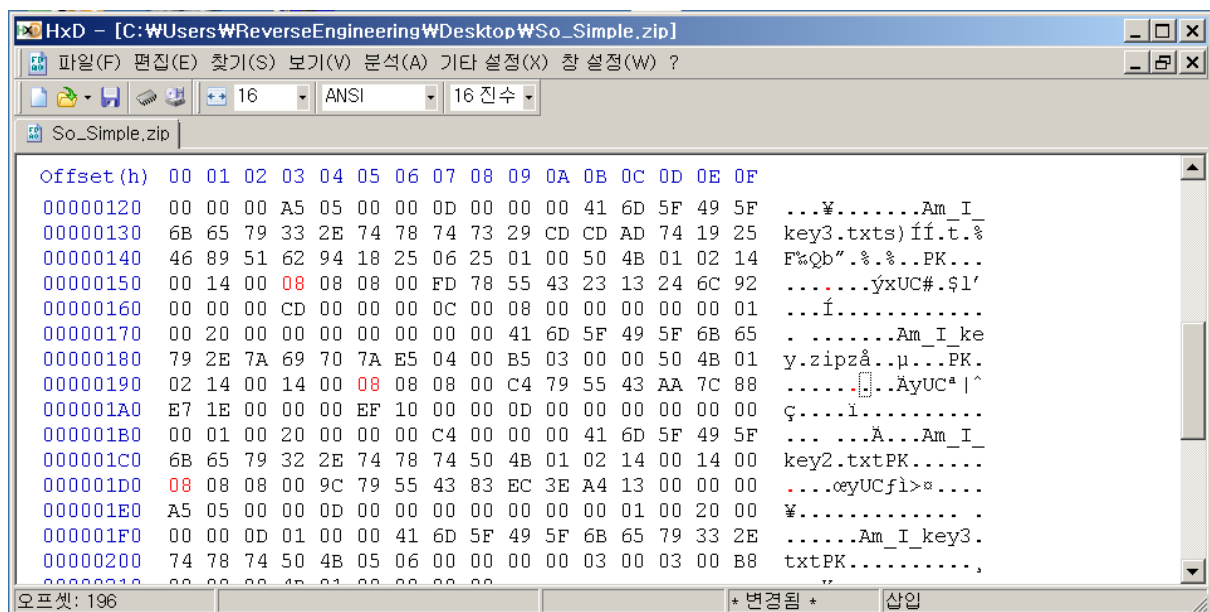 HxD - [C:₩Users₩ReverseEngineering₩Desktop₩So_Simple.zip]
파일(F) 편집(E) 찾기(S) 보기(V) 분석(A) 기타 설정(X) 창 설정(W) ?
16 ANSI 16 진수
So_Simple.zip
Offset(h) 00 01 02 03 04 05 06 07 08 09 0A 0B 0C 0D 0E 0F
00000120 00 00 00 A5 05 00 00 0D 00 00 00 41 6D 5F 49 5F ...¥.......Am_I_
00000130 6B 65 79 33 2E 74 78 74 73 29 CD CD AD 74 19 25 key3.txts)ÍÍ.t.%
00000140 46 89 51 62 94 18 25 06 25 01 00 50 4B 01 02 14 F‰Qb”.%.%..PK...
00000150 00 14 00 08 08 08 00 FD 78 55 43 23 13 24 6C 92 .......ýxUC#.$l’
00000160 00 00 00 CD 00 00 00 0C 00 08 00 00 00 00 00 01 ...Í............
00000170 00 20 00 00 00 00 00 00 00 41 6D 5F 49 5F 6B 65 . .......Am_I_ke
00000180 79 2E 7A 69 70 7A E5 04 00 B5 03 00 00 50 4B 01 y.zipzå..µ...PK.
00000190 02 14 00 14 00 08 08 08 00 C4 79 55 43 AA 7C 88 .........ÄyUCª|ˆ
000001A0 E7 1E 00 00 00 EF 10 00 00 0D 00 00 00 00 00 00 ç....ï..........
000001B0 00 01 00 20 00 00 00 C4 00 00 00 41 6D 5F 49 5F ... ...Ä...Am_I_
000001C0 6B 65 79 32 2E 74 78 74 50 4B 01 02 14 00 14 00 key2.txtPK......
000001D0 08 08 08 00 9C 79 55 43 83 EC 3E A4 13 00 00 00 ....œyUCƒì>¤....
000001E0 A5 05 00 00 0D 00 00 00 00 00 00 00 01 00 20 00 ¥............. .
000001F0 00 00 0D 01 00 00 41 6D 5F 49 5F 6B 65 79 33 2E ......Am_I_key3.
00000200 74 78 74 50 4B 05 06 00 00 00 00 03 00 03 00 B8 txtPK..........¸
오프셋: 196 * 변경됨 * 삽입